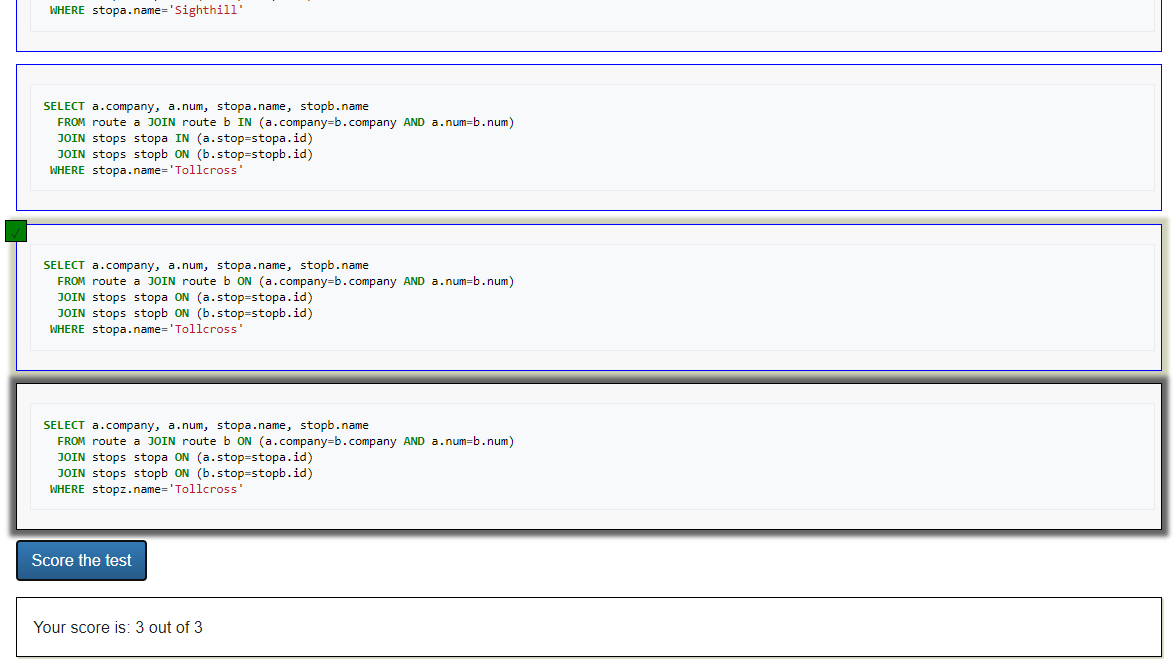 WHERE stopa.name='Sighthill'
SELECT a.company, a.num, stopa.name, stopb.name
FROM route a JOIN route b IN (a.company=b.company AND a.num=b.num)
JOIN stops stopa IN (a.stop=stopa.id)
JOIN stops stopb ON (b.stop=stopb.id)
WHERE stopa.name='Tollcross'
SELECT a.company, a.num, stopa.name, stopb.name
FROM route a JOIN route b ON (a.company=b.company AND a.num=b.num)
JOIN stops stopa ON (a.stop=stopa.id)
JOIN stops stopb ON (b.stop=stopb.id)
WHERE stopa.name='Tollcross'
SELECT a.company, a.num, stopa.name, stopb.name
FROM route a JOIN route b ON (a.company=b.company AND a.num=b.num)
JOIN stops stopa ON (a.stop=stopa.id)
JOIN stops stopb ON (b.stop=stopb.id)
WHERE stopz.name='Tollcross'
Score the test
Your score is: 3 out of 3